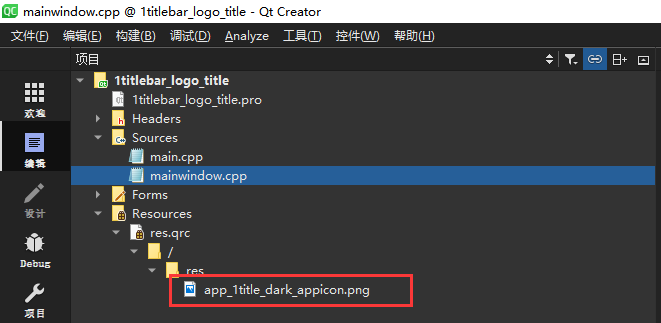 QC mainwindow.cpp @ 1titlebar_logo_title - Qt Creator
文件(F) 编辑(E) 构建(B) 调试(D) Analyze 工具(T) 控件(W) 帮助(H)
项目
欢迎
编辑
设计
Debug
项目
1titlebar_logo_title
1titlebar_logo_title.pro
Headers
Sources
main.cpp
mainwindow.cpp
Forms
Resources
res.qrc
/
res
app_1title_dark_appicon.png